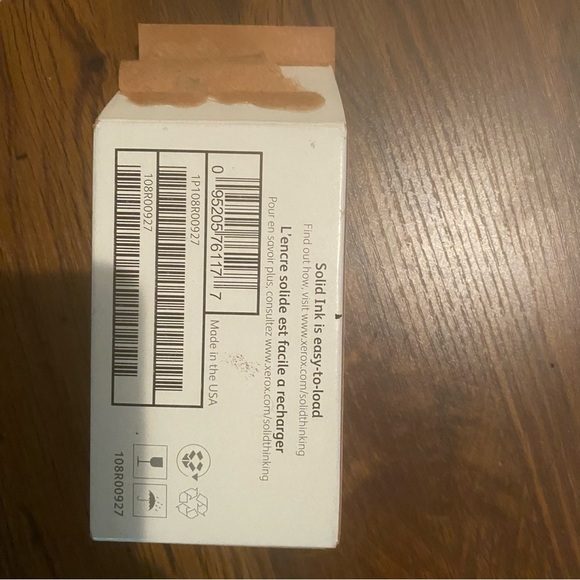 Solid Ink is easy-to-load
Find out how, visit www.xerox.com/solidthinking
L'encre solide est facile a recharger
Pour en savoir plus, consultez www.xerox.com/solidthinking
0 95205 76117 7
Made in the USA
1P108R00927
108R00927
108R00927